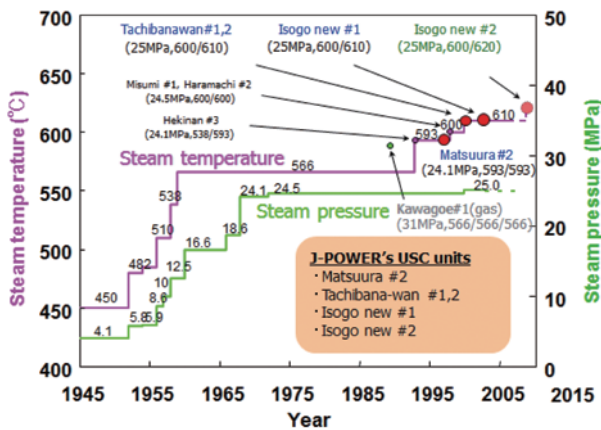 700
650
600
550
500
450
400
Steam temperature (℃)
50
40
30
20
10
0
Steam pressure (MPa)
1945
1955
1965
1975
1985
1995
2005
2015
Year
Tachibanawan#1,2
(25MPa,600/610)
Isogo new #1
(25MPa,600/610)
Isogo new #2
(25MPa,600/620)
Misumi #1, Haramachi #2
(24.5MPa,600/600)
Hekinan #3
(24.1MPa,538/593)
600
610
593
Matsuura #2
(24.1MPa,593/593)
Steam temperature
566
538
510
482
450
Steam pressure
24.1
24.5
25.0
18.6
16.6
12.5
10
8.6
5.8
5.9
4.1
Kawagoe#1(gas)
(31MPa,566/566/566)
J-POWER's USC units
・Matsuura #2
・Tachibana-wan #1,2
・Isogo new #1
・Isogo new #2